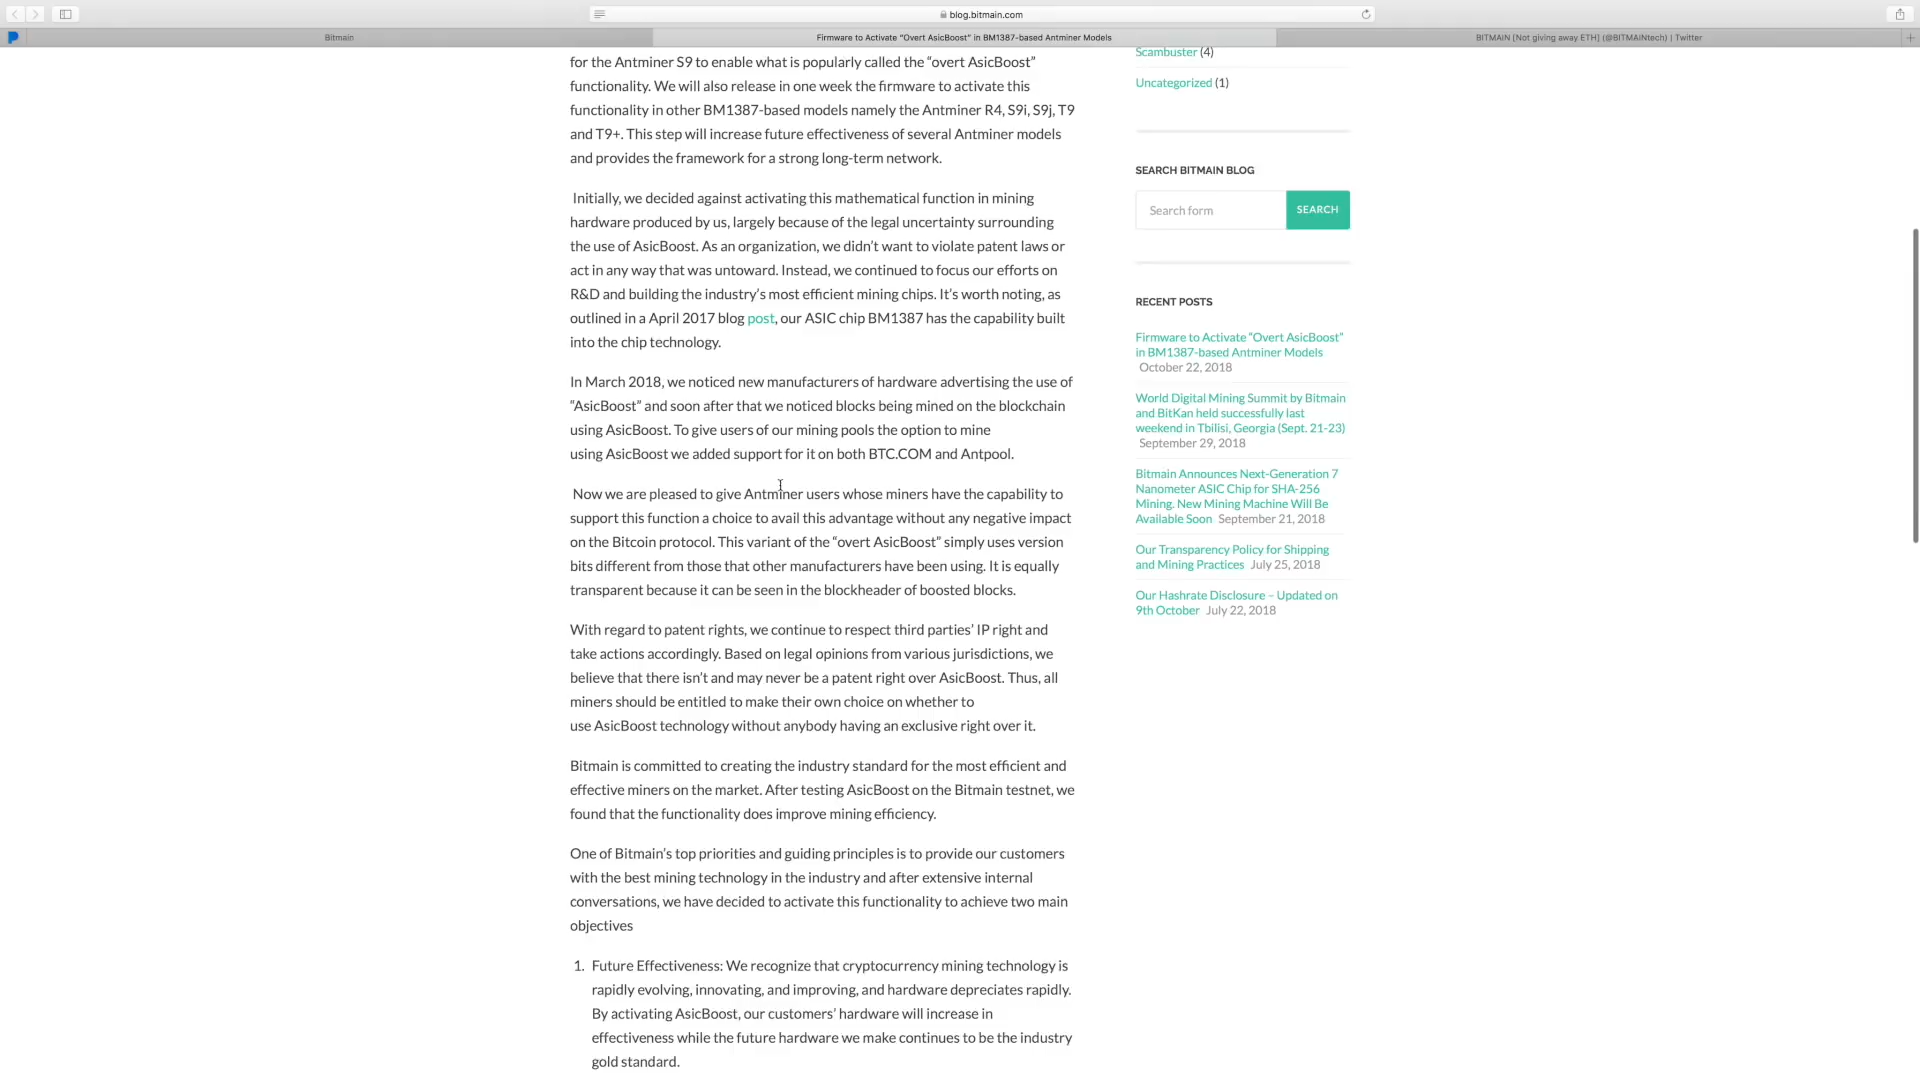 blog.bitmain.com
Bitmain
Firmware to Activate “Overt AsicBoost” in BM1387-based Antminer Models
BITMAIN [Not giving away ETH] (@BITMAINtech) | Twitter
for the Antminer S9 to enable what is popularly called the “overt AsicBoost”
functionality. We will also release in one week the firmware to activate this
functionality in other BM1387-based models namely the Antminer R4, S9i, S9j, T9
and T9+. This step will increase future effectiveness of several Antminer models
and provides the framework for a strong long-term network.
Initially, we decided against activating this mathematical function in mining
hardware produced by us, largely because of the legal uncertainty surrounding
the use of AsicBoost. As an organization, we didn’t want to violate patent laws or
act in any way that was untoward. Instead, we continued to focus our efforts on
R&D and building the industry’s most efficient mining chips. It’s worth noting, as
outlined in a April 2017 blog post, our ASIC chip BM1387 has the capability built
into the chip technology.
In March 2018, we noticed new manufacturers of hardware advertising the use of
“AsicBoost” and soon after that we noticed blocks being mined on the blockchain
using AsicBoost. To give users of our mining pools the option to mine
using AsicBoost we added support for it on both BTC.COM and Antpool.
Now we are pleased to give Antminer users whose miners have the capability to
support this function a choice to avail this advantage without any negative impact
on the Bitcoin protocol. This variant of the “overt AsicBoost” simply uses version
bits different from those that other manufacturers have been using. It is equally
transparent because it can be seen in the blockheader of boosted blocks.
With regard to patent rights, we continue to respect third parties’ IP right and
take actions accordingly. Based on legal opinions from various jurisdictions, we
believe that there isn’t and may never be a patent right over AsicBoost. Thus, all
miners should be entitled to make their own choice on whether to
use AsicBoost technology without anybody having an exclusive right over it.
Bitmain is committed to creating the industry standard for the most efficient and
effective miners on the market. After testing AsicBoost on the Bitmain testnet, we
found that the functionality does improve mining efficiency.
One of Bitmain’s top priorities and guiding principles is to provide our customers
with the best mining technology in the industry and after extensive internal
conversations, we have decided to activate this functionality to achieve two main
objectives
1. Future Effectiveness: We recognize that cryptocurrency mining technology is
rapidly evolving, innovating, and improving, and hardware depreciates rapidly.
By activating AsicBoost, our customers’ hardware will increase in
effectiveness while the future hardware we make continues to be the industry
gold standard.
Scambuster (4)
Uncategorized (1)
SEARCH BITMAIN BLOG
Search form
SEARCH
RECENT POSTS
Firmware to Activate “Overt AsicBoost”
in BM1387-based Antminer Models
October 22, 2018
World Digital Mining Summit by Bitmain
and BitKan held successfully last
weekend in Tbilisi, Georgia (Sept. 21-23)
September 29, 2018
Bitmain Announces Next-Generation 7
Nanometer ASIC Chip for SHA-256
Mining. New Mining Machine Will Be
Available Soon September 21, 2018
Our Transparency Policy for Shipping
and Mining Practices July 25, 2018
Our Hashrate Disclosure – Updated on
9th October July 22, 2018